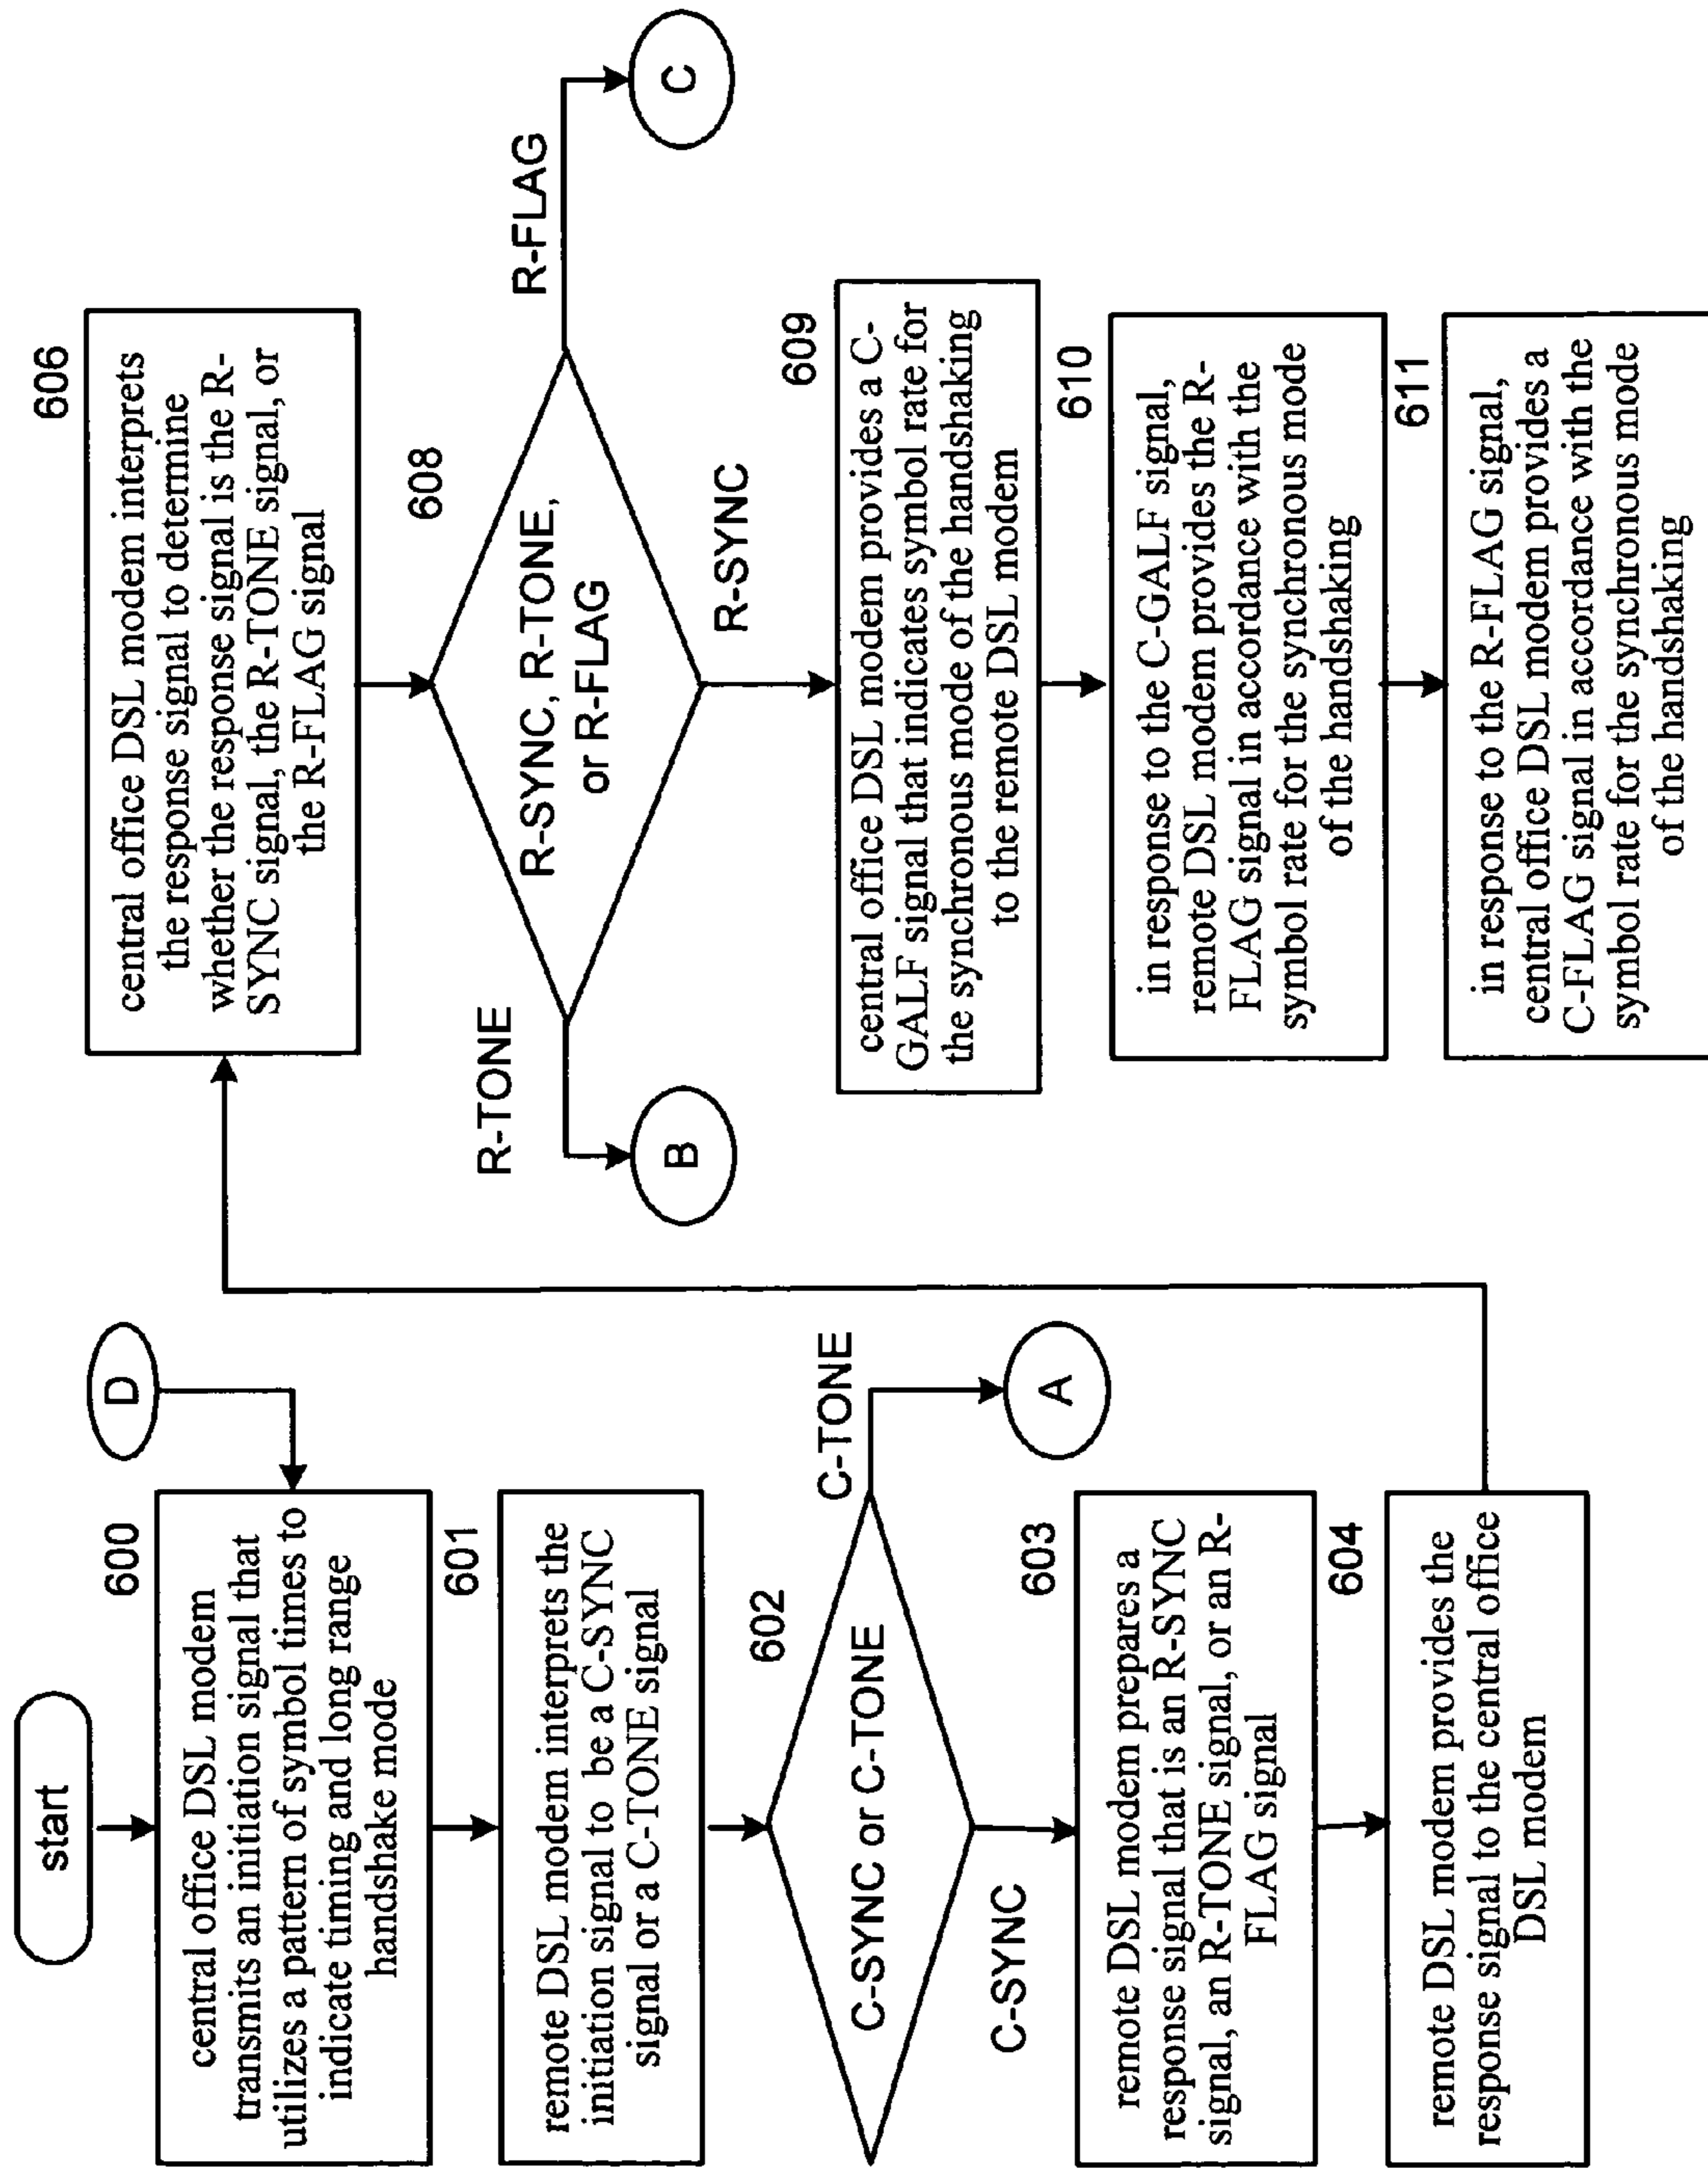 start
D
600
central office DSL modem
transmits an initiation signal that
utilizes a pattern of symbol times to
indicate timing and long range
handshake mode
601
remote DSL modem interprets the
initiation signal to be a C-SYNC
signal or a C-TONE signal
602
C-SYNC or C-TONE
C-TONE
A
C-SYNC
603
remote DSL modem prepares a
response signal that is an R-SYNC
signal, an R-TONE signal, or an R-
FLAG signal
604
remote DSL modem provides the
response signal to the central office
DSL modem
606
central office DSL modem interprets
the response signal to determine
whether the response signal is the R-
SYNC signal, the R-TONE signal, or
the R-FLAG signal
608
R-SYNC, R-TONE,
or R-FLAG
R-TONE
B
R-FLAG
C
R-SYNC
609
central office DSL modem provides a C-
GALF signal that indicates symbol rate for
the synchronous mode of the handshaking
to the remote DSL modem
610
in response to the C-GALF signal,
remote DSL modem provides the R-
FLAG signal in accordance with the
symbol rate for the synchronous mode
of the handshaking
611
in response to the R-FLAG signal,
central office DSL modem provides a
C-FLAG signal in accordance with the
symbol rate for the synchronous mode
of the handshaking